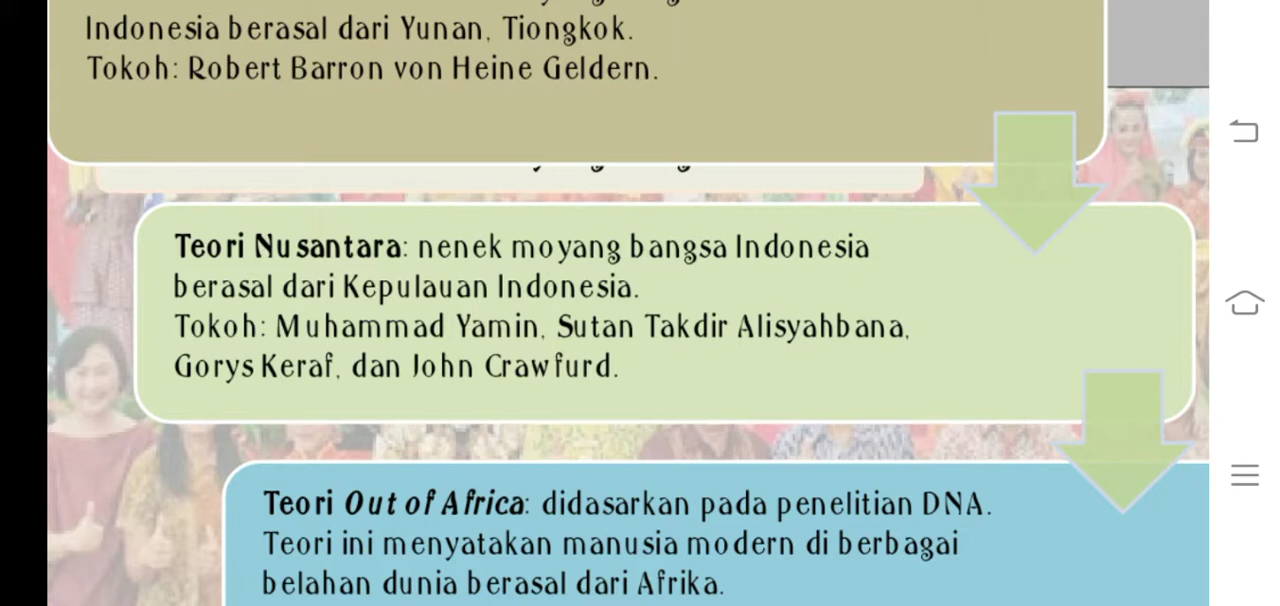 Indonesia berasal dari Yunan, Tiongkok.
Tokoh: Robert Barron von Heine Geldern.
Teori Nusantara: nenek moyang bangsa Indonesia
berasal dari Kepulauan Indonesia.
Tokoh: Muhammad Yamin, Sutan Takdir Alisyahbana,
Gorys Keraf, dan John Crawfurd.
Teori Out of Africa: didasarkan pada penelitian DNA.
Teori ini menyatakan manusia modern di berbagai
belahan dunia berasal dari Afrika.